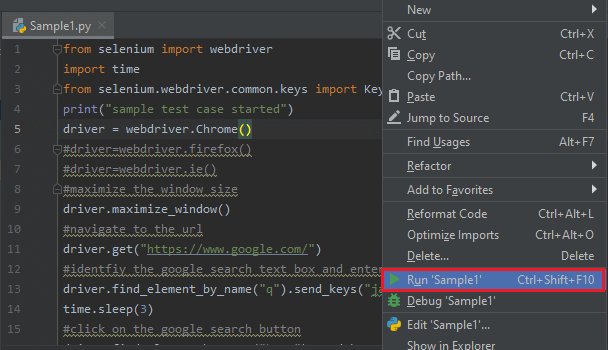 Sample1.py
1 from selenium import webdriver
2 import time
3 from selenium.webdriver.common.keys import Key
4 print("sample test case started")
5 driver = webdriver.Chrome()
6 #driver=webdriver.firefox()
7 #driver=webdriver.ie()
8 #maximize the window size
9 driver.maximize_window()
10 #navigate to the url
11 driver.get("https://www.google.com/")
12 #identfiy the google search text box and enter
13 driver.find_element_by_name("q").send_keys("ja
14 time.sleep(3)
15 #click on the google search button
New
Cut Ctrl+X
Copy Ctrl+C
Copy Path...
Paste Ctrl+V
Jump to Source F4
Find Usages Alt+F7
Refactor
Add to Favorites
Reformat Code Ctrl+Alt+L
Optimize Imports Ctrl+Alt+O
Delete... Delete
Run 'Sample1' Ctrl+Shift+F10
Debug 'Sample1'
Edit 'Sample1'...
Show in Explorer